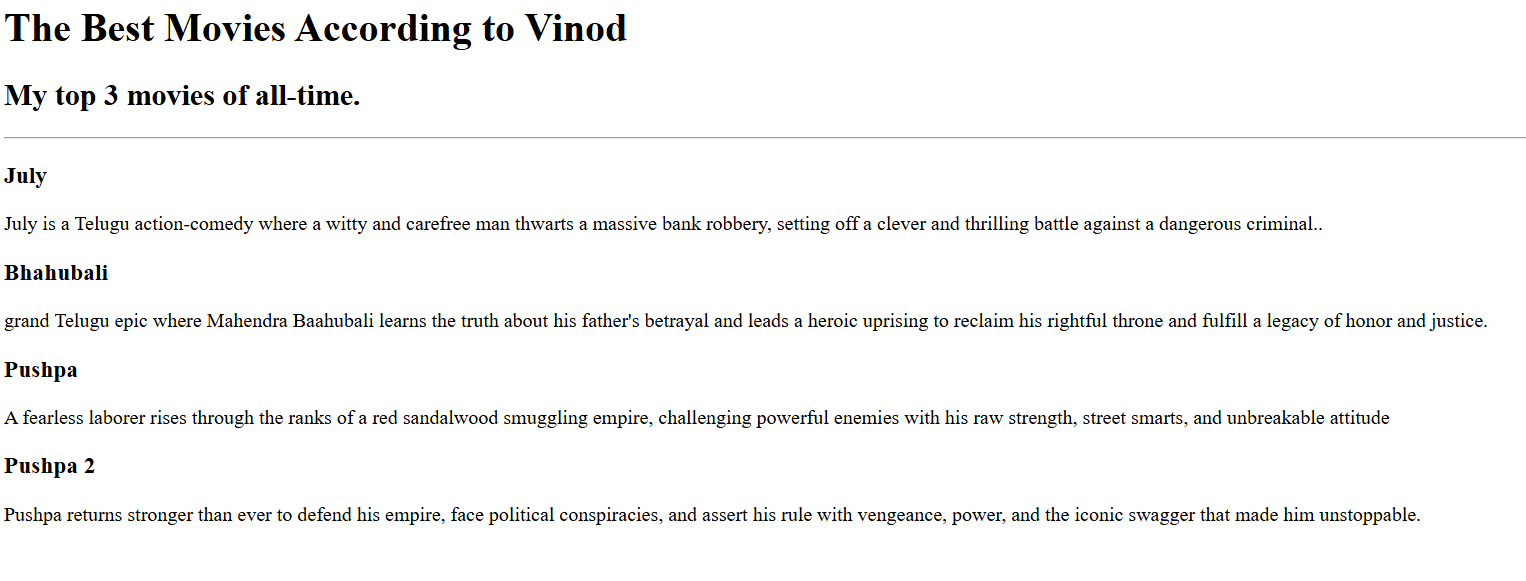 The Best Movies According to Vinod
My top 3 movies of all-time.
July
July is a Telugu action-comedy where a witty and carefree man thwarts a massive bank robbery, setting off a clever and thrilling battle against a dangerous criminal..
Bhahubali
grand Telugu epic where Mahendra Baahubali learns the truth about his father's betrayal and leads a heroic uprising to reclaim his rightful throne and fulfill a legacy of honor and justice.
Pushpa
A fearless laborer rises through the ranks of a red sandalwood smuggling empire, challenging powerful enemies with his raw strength, street smarts, and unbreakable attitude
Pushpa 2
Pushpa returns stronger than ever to defend his empire, face political conspiracies, and assert his rule with vengeance, power, and the iconic swagger that made him unstoppable.